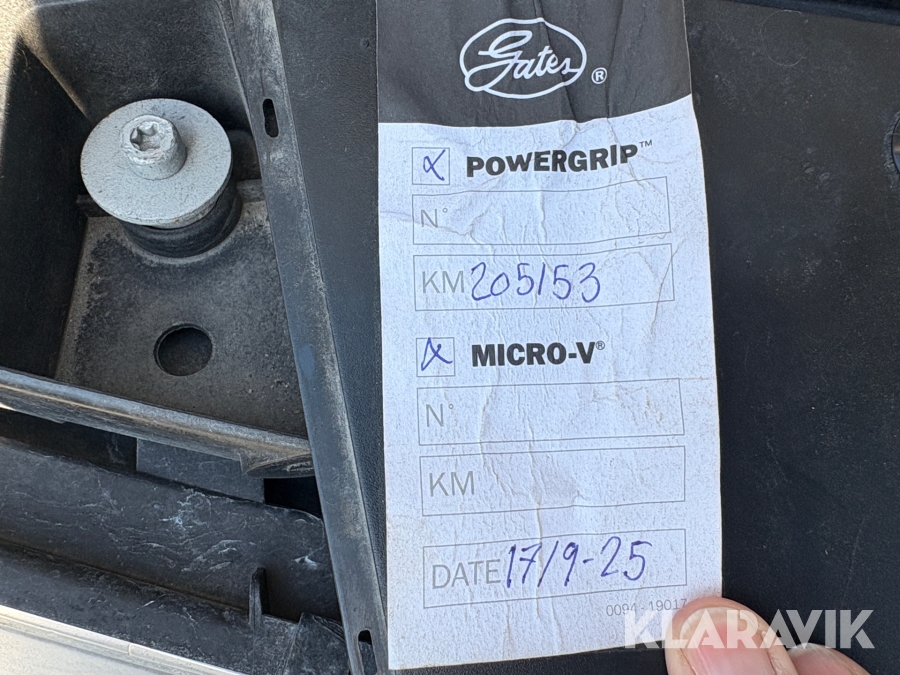 Gates®
α POWERGRIP™
N°
KM 205153
α MICRO-V®
N°
KM
DATE 17/9-25
0094-19017
KLARAVIK